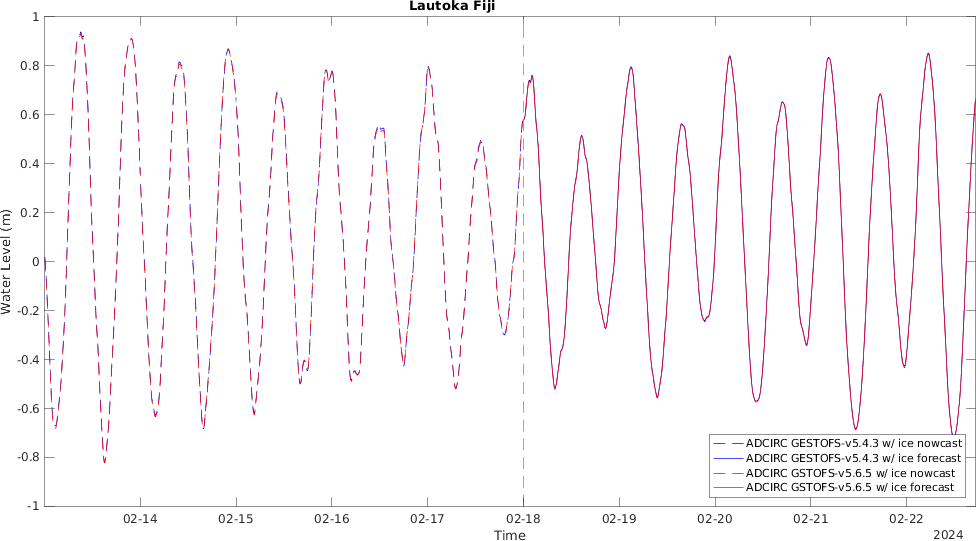 Lautoka Fiji
Water Level (m)
1
0.8
0.6
0.4
0.2
0
-0.2
-0.4
-0.6
-0.8
-1
ADCIRC GESTOFS-v5.4.3 w/ ice nowcast
ADCIRC GESTOFS-v5.4.3 w/ ice forecast
ADCIRC GSTOFS-v5.6.5 w/ ice nowcast
ADCIRC GSTOFS-v5.6.5 w/ ice forecast
02-14 02-15 02-16 02-17 02-18 02-19 02-20 02-21 02-22
Time
2024